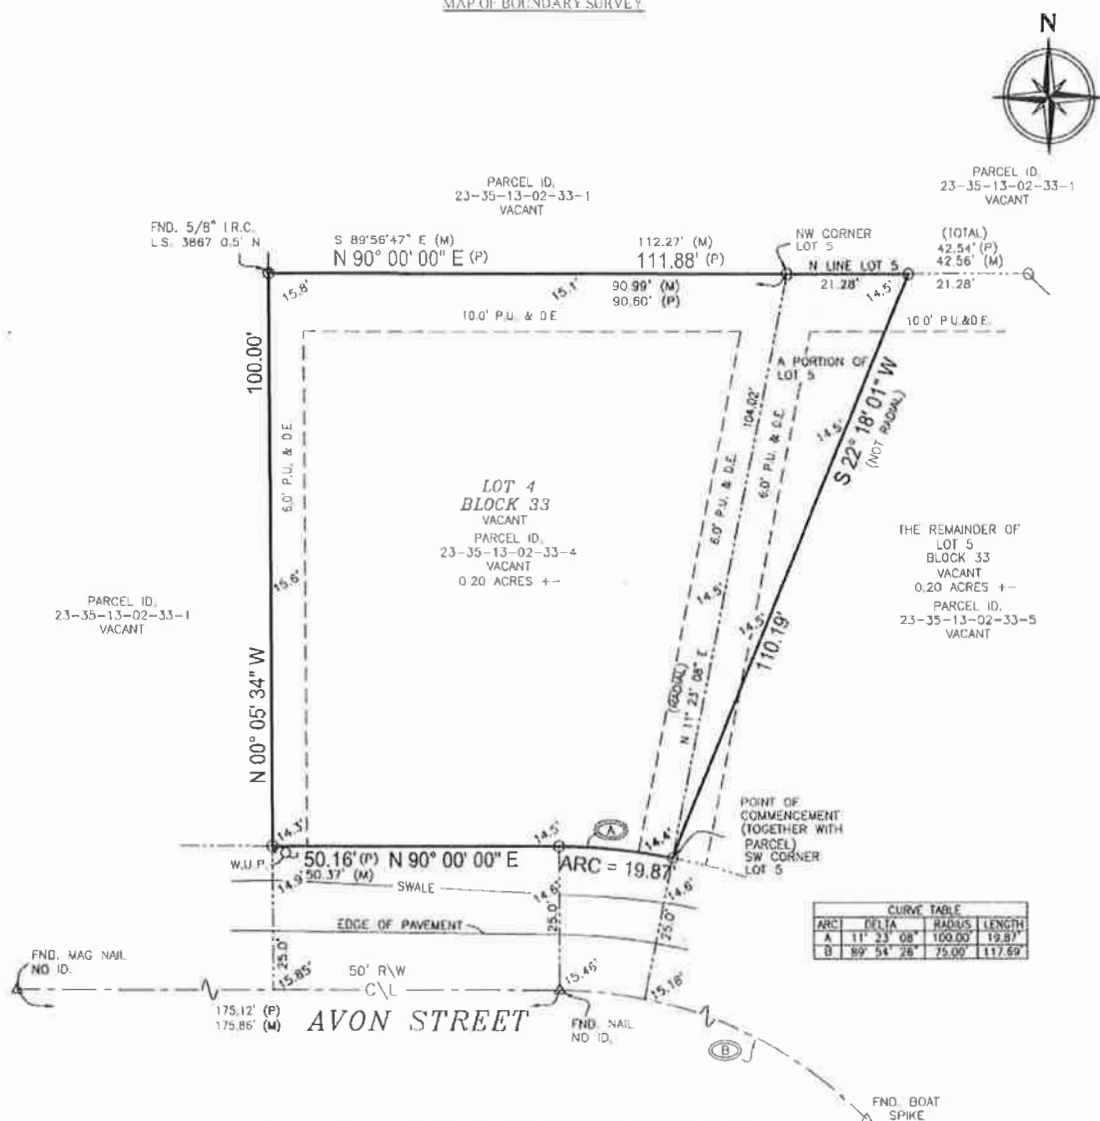 MAP OF BOUNDARY SURVEY
N
PARCEL ID.
23-35-13-02-33-1
VACANT
PARCEL ID.
23-35-13-02-33-1
VACANT
FND. 5/8" I.R.C.
L.S. 3867 0.5' N
S 89°56'47" E (M)
N 90° 00' 00" E (P)
112.27' (M)
111.88' (P)
NW CORNER
LOT 5
(TOTAL)
42.54' (P)
42.56' (M)
N LINE LOT 5
15.8'
15.1'
90.99' (M)
90.60' (P)
21.28'
14.5'
21.28'
10.0' P.U. & D.E.
10.0' P.U.&D.E.
100.00'
A PORTION OF
LOT 5
S 22° 18' 01" W
(NOT RADIAL)
14.5'
104.02'
6.0' P.U. & D.E.
6.0' P.U. & D.E.
6.0' P.U. & D.E.
LOT 4
BLOCK 33
VACANT
PARCEL ID.
23-35-13-02-33-4
VACANT
0.20 ACRES +-
THE REMAINDER OF
LOT 5
BLOCK 33
VACANT
0.20 ACRES +-
PARCEL ID.
23-35-13-02-33-5
VACANT
15.6'
14.5'
14.5'
110.19'
PARCEL ID.
23-35-13-02-33-1
VACANT
N 00° 05' 34" W
(RADIAL)
N 11° 23' 08" E
POINT OF
COMMENCEMENT
(TOGETHER WITH
PARCEL)
SW CORNER
LOT 5
14.3'
14.5'
A
14.4'
W.U.P.
50.16' (P) N 90° 00' 00" E
ARC = 19.87'
50.37' (M)
14.9'
SWALE
14.6'
14.6'
EDGE OF PAVEMENT
25.0'
25.0'
25.0'
CURVE TABLE
ARC DELTA RADIUS LENGTH
A 11° 23' 08" 100.00' 19.87'
B 89° 54' 26" 75.00' 117.69'
FND. MAG NAIL
NO ID.
15.85'
50' R\W
C\L
15.46'
15.18'
175.12' (P)
175.86' (M)
AVON STREET
FND. NAIL
NO ID.
B
FND. BOAT
SPIKE